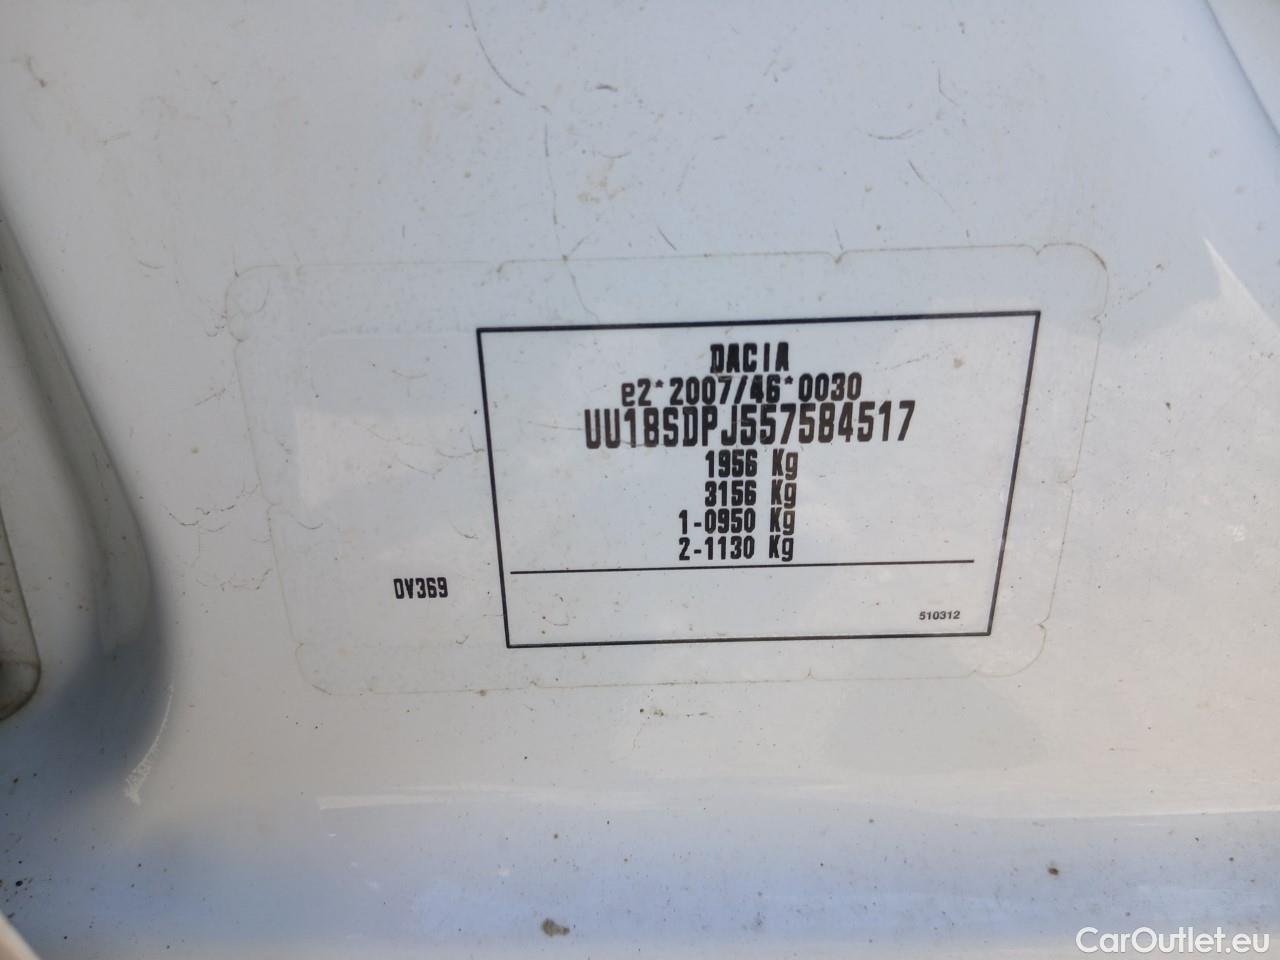 DACIA
e2*2007/46*0030
UU18SDPJ557584517
1956 Kg
3156 Kg
1-0950 Kg
2-1130 Kg
DV369
510312
CarOutlet.eu